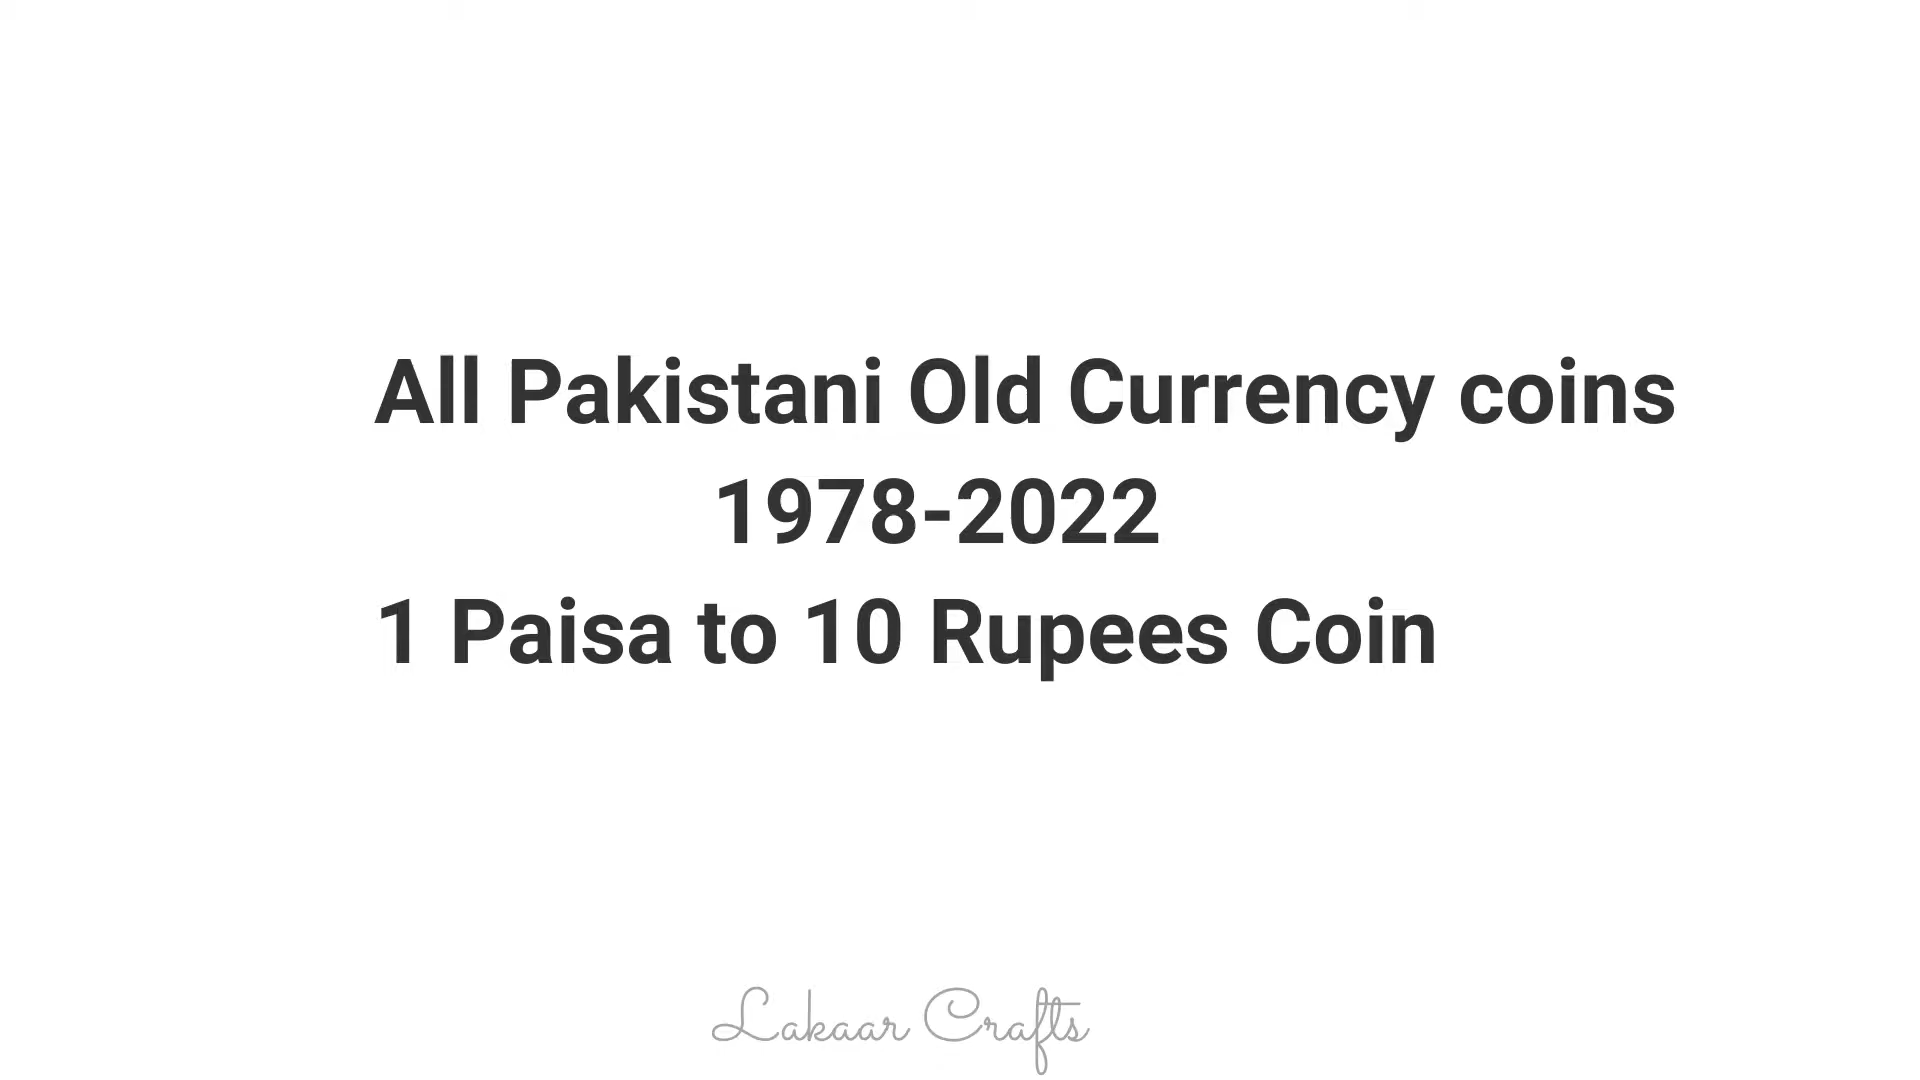 All Pakistani Old Currency coins
1978-2022
1 Paisa to 10 Rupees Coin
Lakaar Crafts